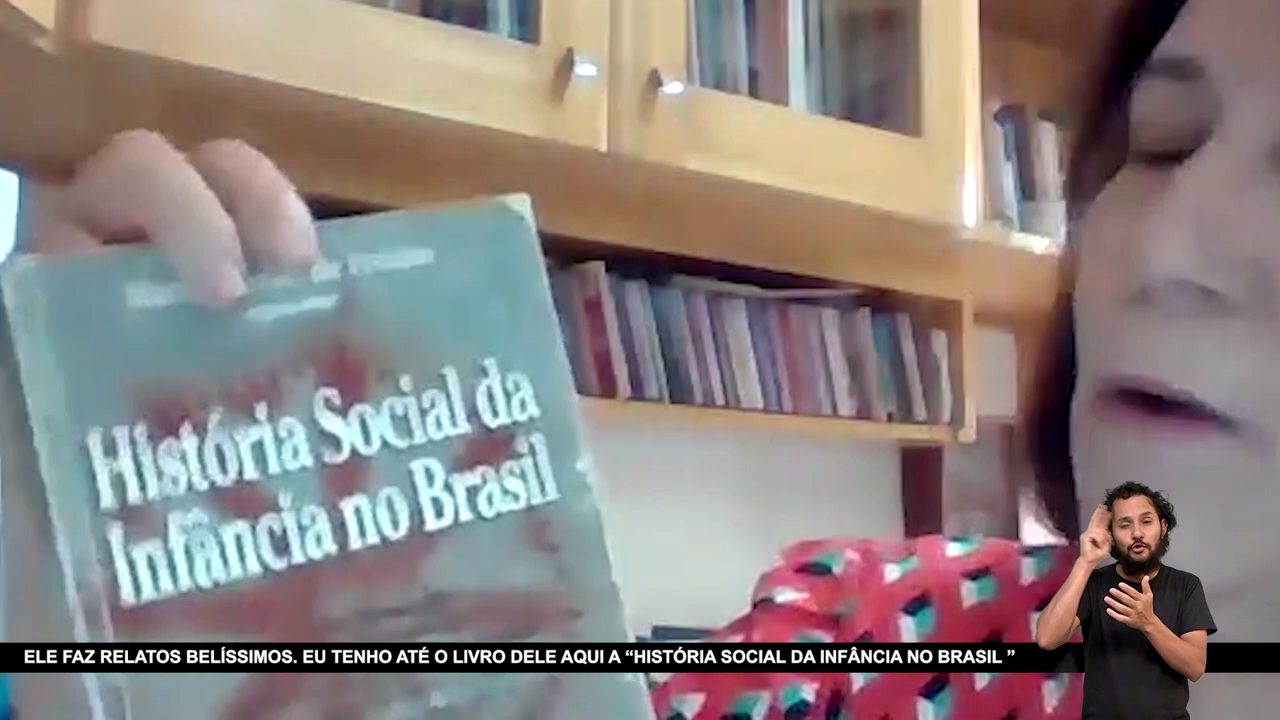 História Social da
Infância no Brasil
ELE FAZ RELATOS BELÍSSIMOS. EU TENHO ATÉ O LIVRO DELE AQUI A “HISTÓRIA SOCIAL DA INFÂNCIA NO BRASIL ”